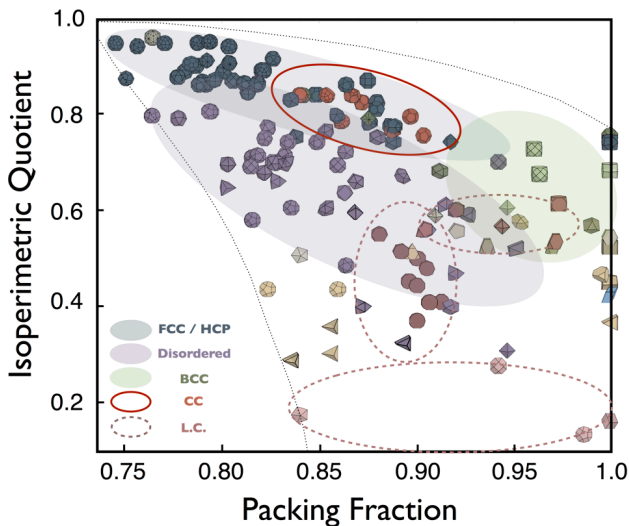 1.0
0.8
0.6
0.4
0.2
Isoperimetric Quotient
FCC / HCP
Disordered
BCC
CC
L.C.
0.75
0.80
0.85
0.90
0.95
1.0
Packing Fraction